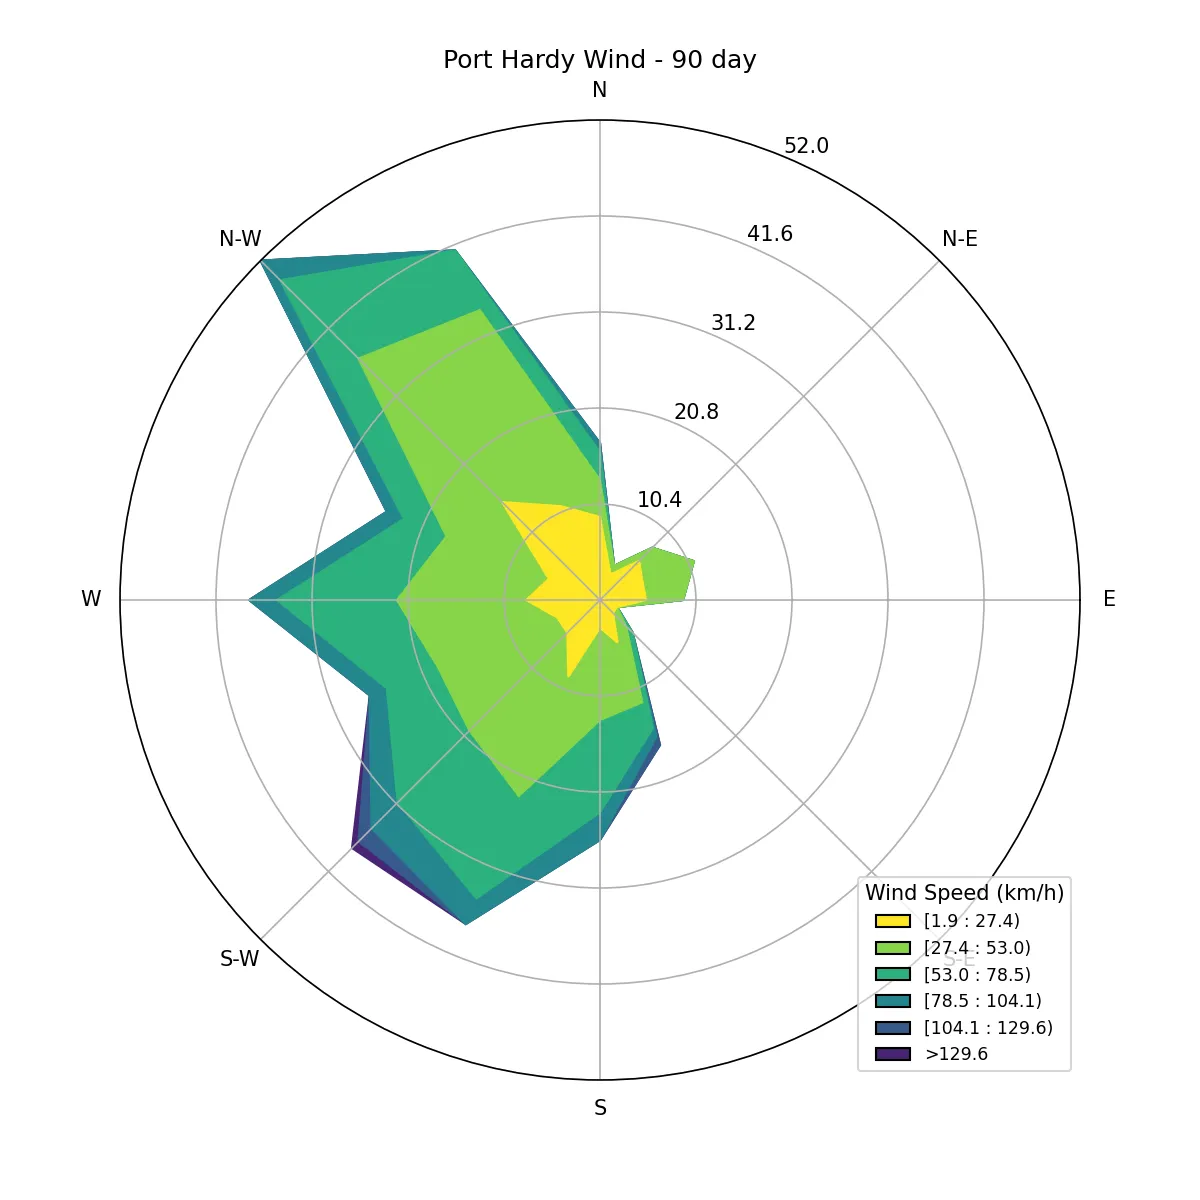 Port Hardy Wind - 90 day
N
52.0
N-W
41.6
N-E
31.2
20.8
10.4
W
E
S-W
S-E
S
Wind Speed (km/h)
[1.9 : 27.4)
[27.4 : 53.0)
[53.0 : 78.5)
[78.5 : 104.1)
[104.1 : 129.6)
>129.6